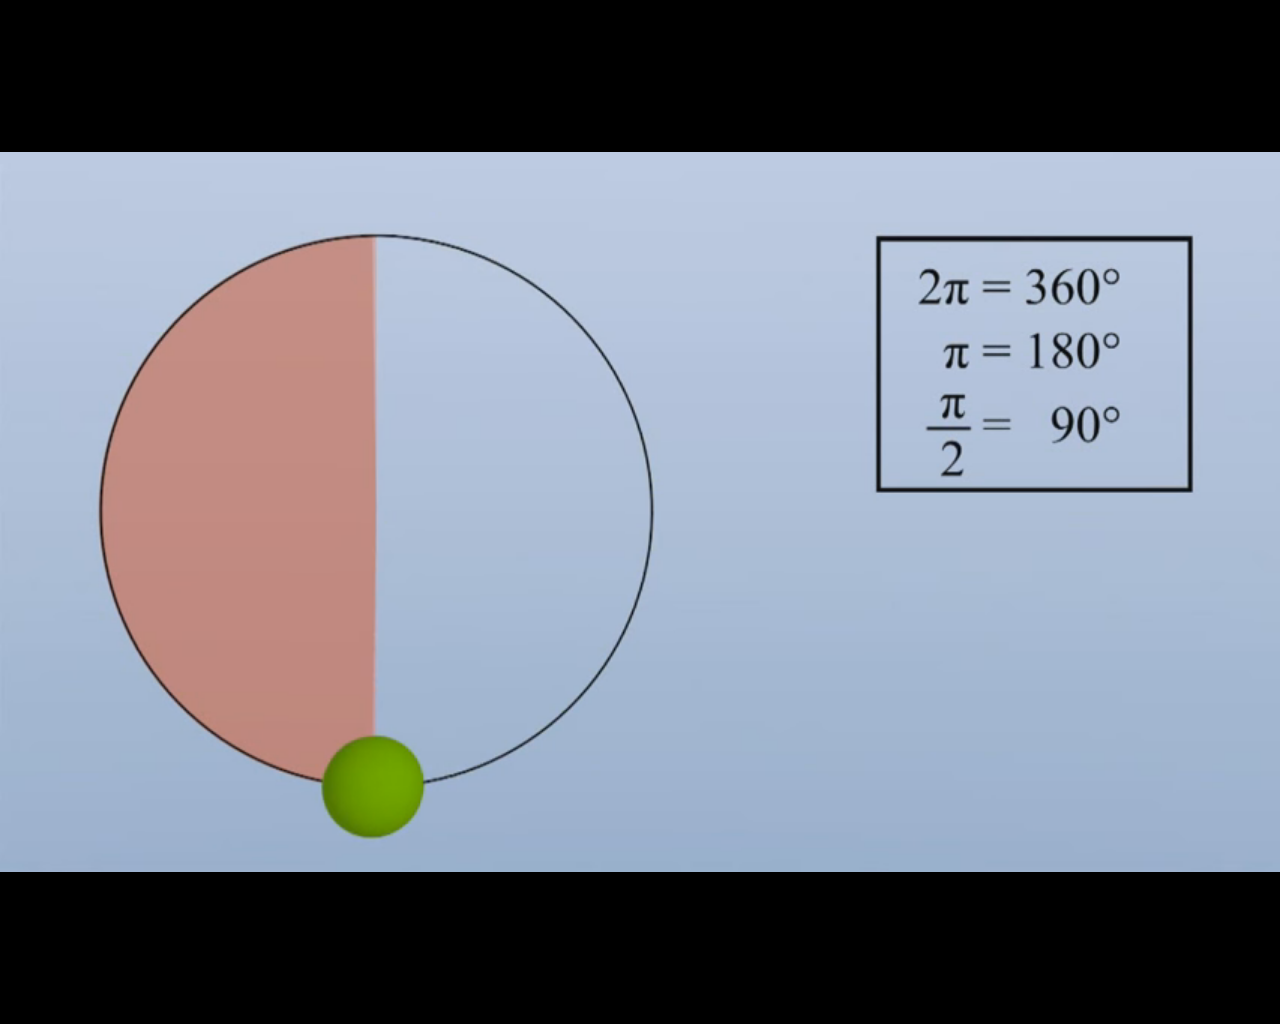 2π = 360°
π = 180°
π/2 = 90°